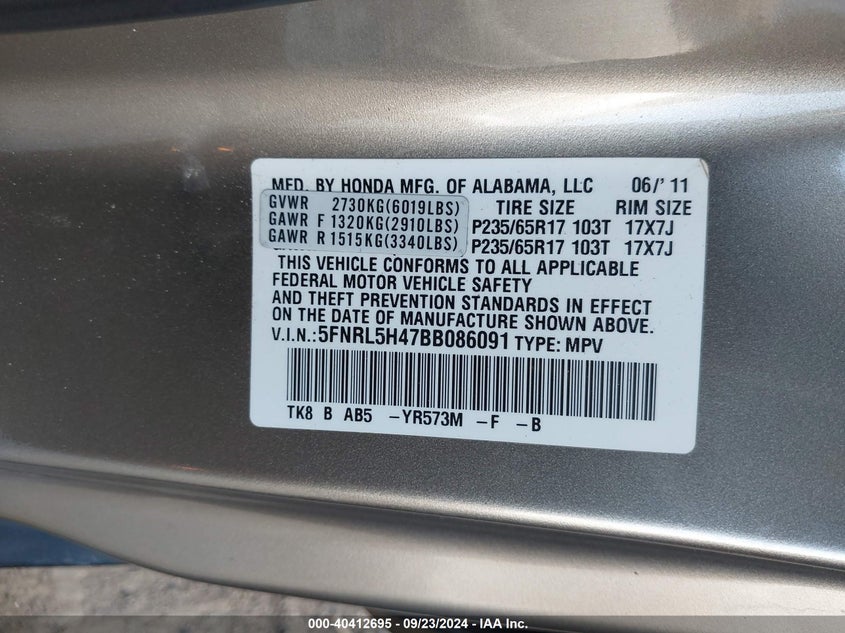 MFD. BY HONDA MFG. OF ALABAMA, LLC 06/'11
GVWR 2730KG(6019LBS) TIRE SIZE RIM SIZE
GAWR F 1320KG(2910LBS) P235/65R17 103T 17X7J
GAWR R 1515KG(3340LBS) P235/65R17 103T 17X7J
THIS VEHICLE CONFORMS TO ALL APPLICABLE
FEDERAL MOTOR VEHICLE SAFETY
AND THEFT PREVENTION STANDARDS IN EFFECT
ON THE DATE OF MANUFACTURE SHOWN ABOVE.
V.I.N.:5FNRL5H47BB086091 TYPE: MPV
TK8 B AB5 -YR573M -F -B
000-40412695 - 09/23/2024 - IAA Inc.